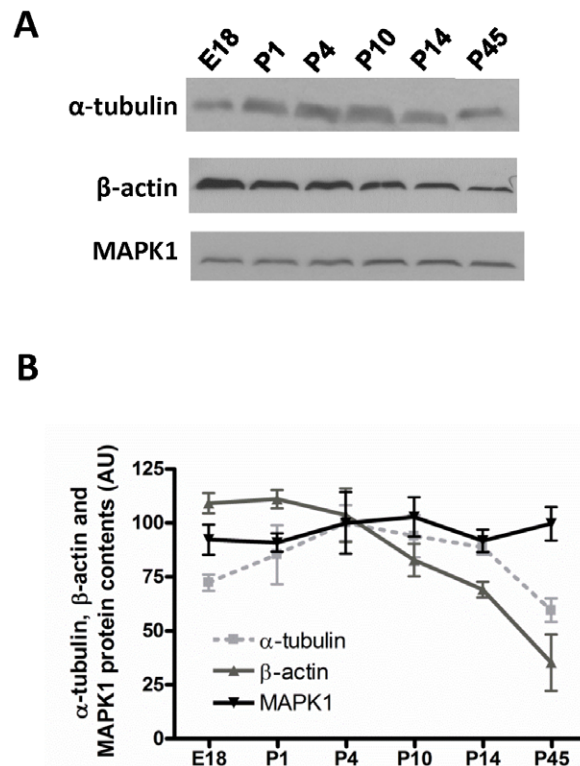 A
E18 P1 P4 P10 P14 P45
α-tubulin
β-actin
MAPK1
B
α-tubulin, β-actin and
MAPK1 protein contents (AU)
125
100
75
50
25
0
α-tubulin
β-actin
MAPK1
E18 P1 P4 P10 P14 P45